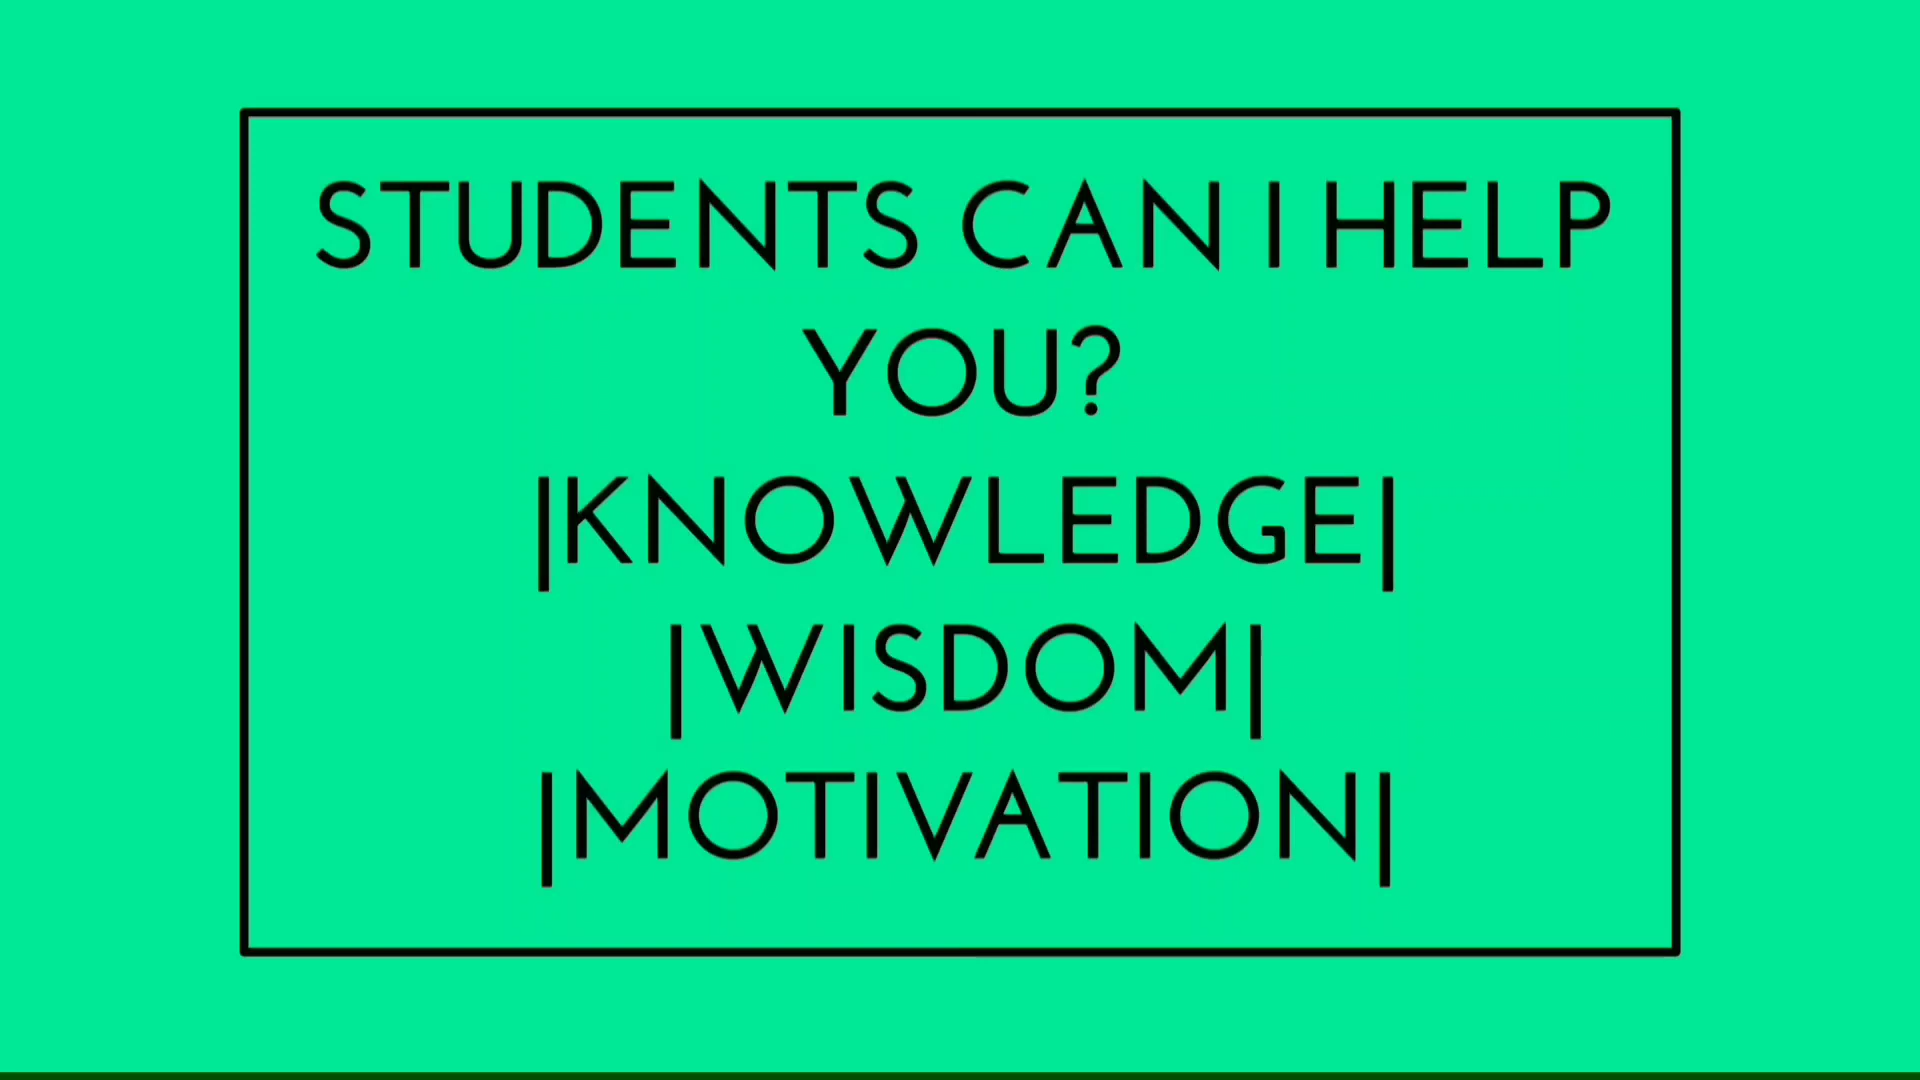 STUDENTS CAN I HELP
YOU?
|KNOWLEDGE|
|WISDOM|
|MOTIVATION|